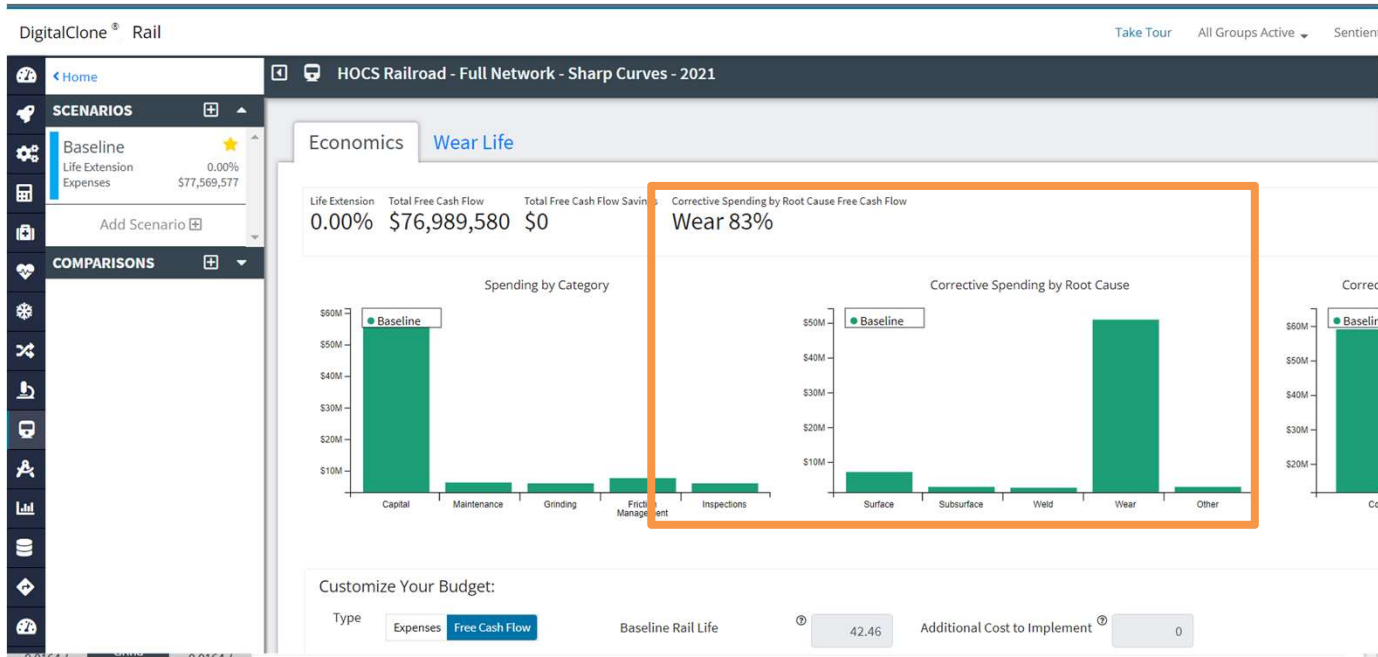 DigitalClone ® Rail
Take Tour All Groups Active Sentien
Home
HOCS Railroad - Full Network - Sharp Curves - 2021
SCENARIOS
Baseline
Life Extension 0.00%
Expenses $77,569,577
Add Scenario
COMPARISONS
Economics Wear Life
Life Extension Total Free Cash Flow Total Free Cash Flow Savings Corrective Spending by Root Cause Free Cash Flow
0.00% $76,989,580 $0 Wear 83%
Spending by Category
$60M
Baseline
$50M
$40M
$30M
$20M
$10M
Capital Maintenance Grinding Friction Management Inspections
Corrective Spending by Root Cause
$50M
Baseline
$40M
$30M
$20M
$10M
Surface Subsurface Weld Wear Other
Correc
$60M
Baselin
$50M
$40M
$30M
$20M
Co
Customize Your Budget:
Type Expenses Free Cash Flow Baseline Rail Life 42.46 Additional Cost to Implement 0